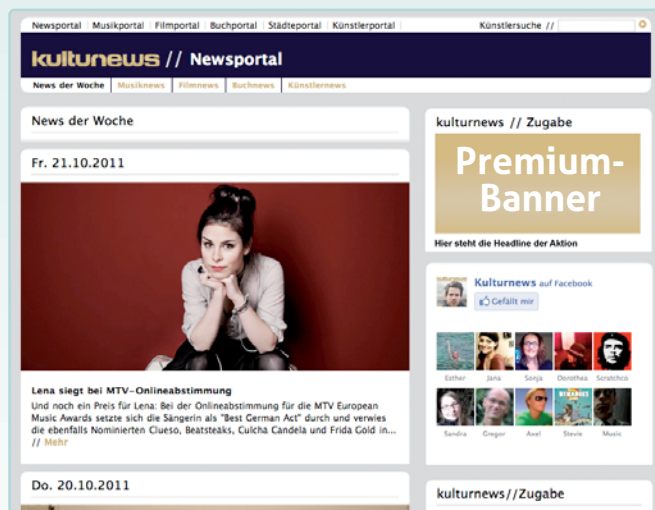 Newsportal Musikportal Filmportal Buchportal Städteportal Künstlerportal
Künstlersuche //
kultunews // Newsportal
News der Woche Musiknews Filmnews Buchnews Künstlernews
News der Woche
Fr. 21.10.2011
Lena siegt bei MTV-Onlineabstimmung
Und noch ein Preis für Lena: Bei der Onlineabstimmung für die MTV European
Music Awards setzte sich die Sängerin als "Best German Act" durch und verwies
die ebenfalls Nominierten Clueso, Beatsteaks, Culcha Candela und Frida Gold in...
// Mehr
Do. 20.10.2011
kulturnews // Zugabe
Premium-
Banner
Hier steht die Headline der Aktion
Kulturnews auf Facebook
Gefällt mir
Esther Jana Sonja Dorothea Scratchco
Sandra Gregor Axel Stevie Music
kulturnews//Zugabe